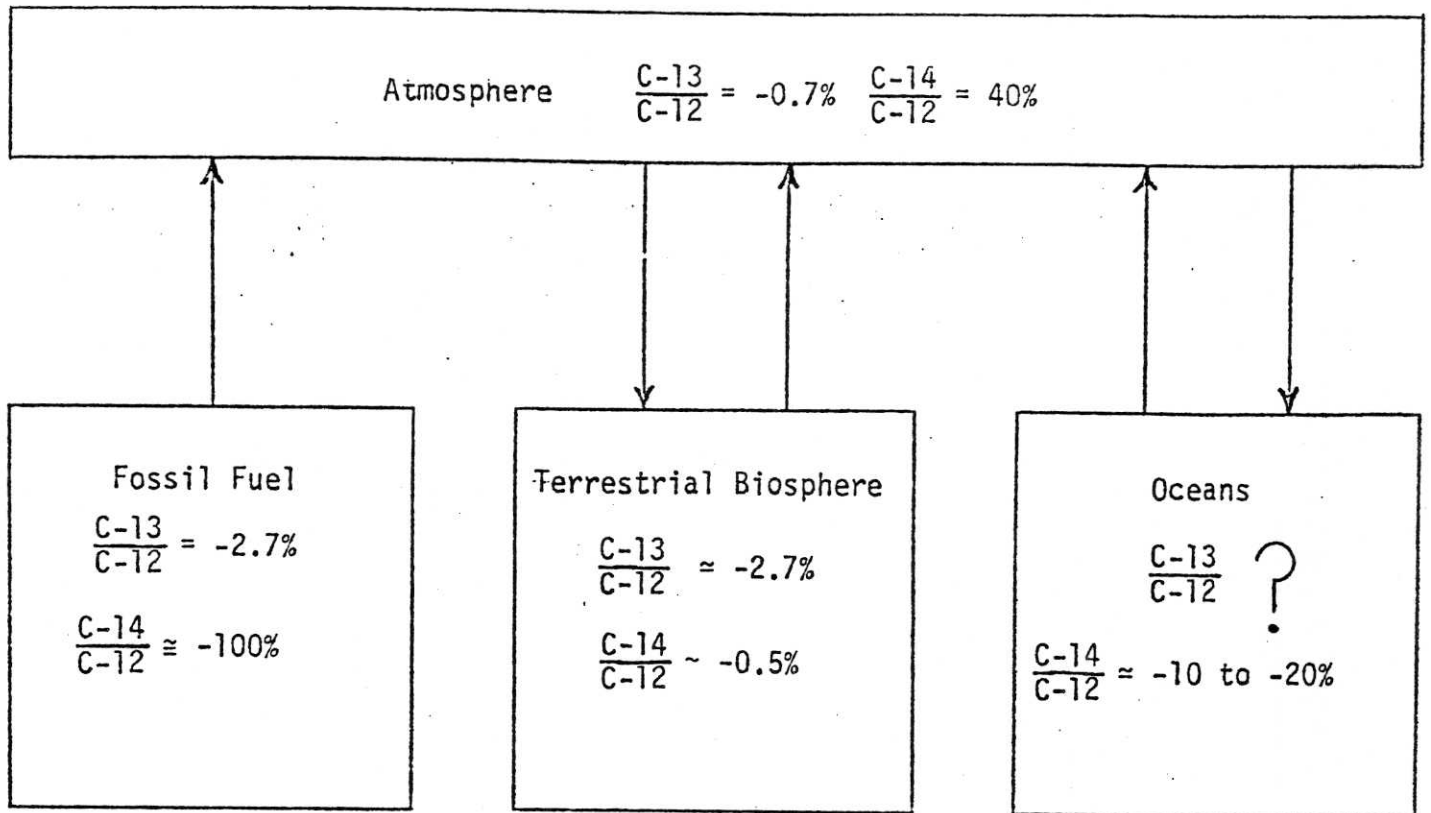 Atmosphere C-13/C-12 = -0.7% C-14/C-12 = 40%
Fossil Fuel
C-13/C-12 = -2.7%
C-14/C-12 ≅ -100%
Terrestrial Biosphere
C-13/C-12 ≃ -2.7%
C-14/C-12 ~ -0.5%
Oceans
C-13/C-12 ?
C-14/C-12 ≃ -10 to -20%